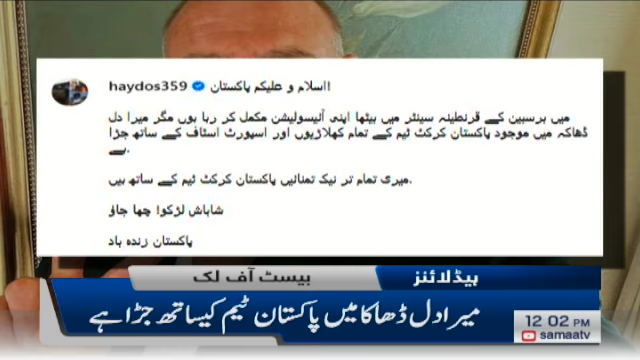 haydos359 اسلام و علیکم پاکستان!
میں برسبین کے قرنطینہ سینٹر میں بیٹھا اپنی آئیسولیشن مکمل کر رہا ہوں مگر میرا دل
ڈھاکہ میں موجود پاکستان کرکٹ ٹیم کے تمام کھلاڑیوں اور اسپورٹ اسٹاف کے ساتھ جڑا
ہے.
میری تمام تر نیک تمنائیں پاکستان کرکٹ ٹیم کے ساتھ ہیں.
شاباش لڑکو! چھا جاؤ
پاکستان زندہ باد
ہیڈلائنز بیسٹ آف لک
میرا دل ڈھاکا میں پاکستان ٹیم کیساتھ جڑا ہے
12:02 PM
samaatv